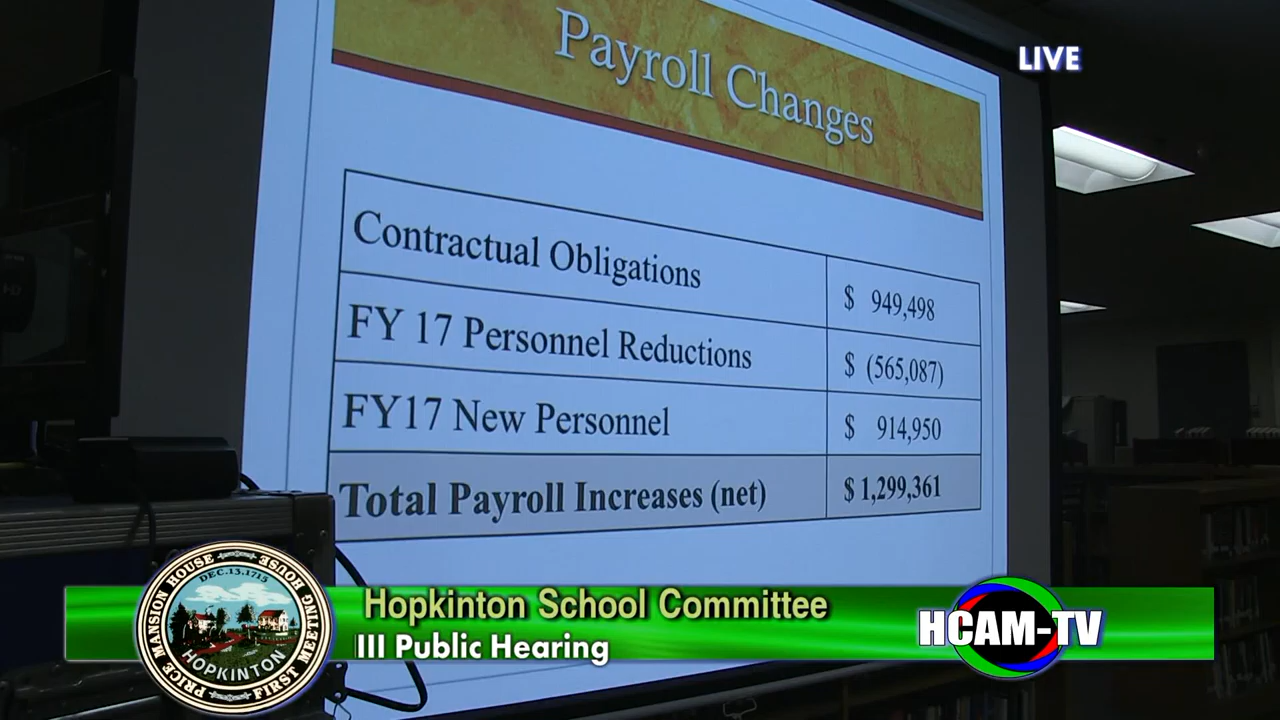 Payroll Changes
LIVE
Contractual Obligations $ 949,498
FY 17 Personnel Reductions $ (565,087)
FY17 New Personnel $ 914,950
Total Payroll Increases (net) $ 1,299,361
PRICE MANSION HOUSE FIRST MEETING HOUSE
DEC.13.1715
HOPKINTON
Hopkinton School Committee
III Public Hearing
HCAM-TV